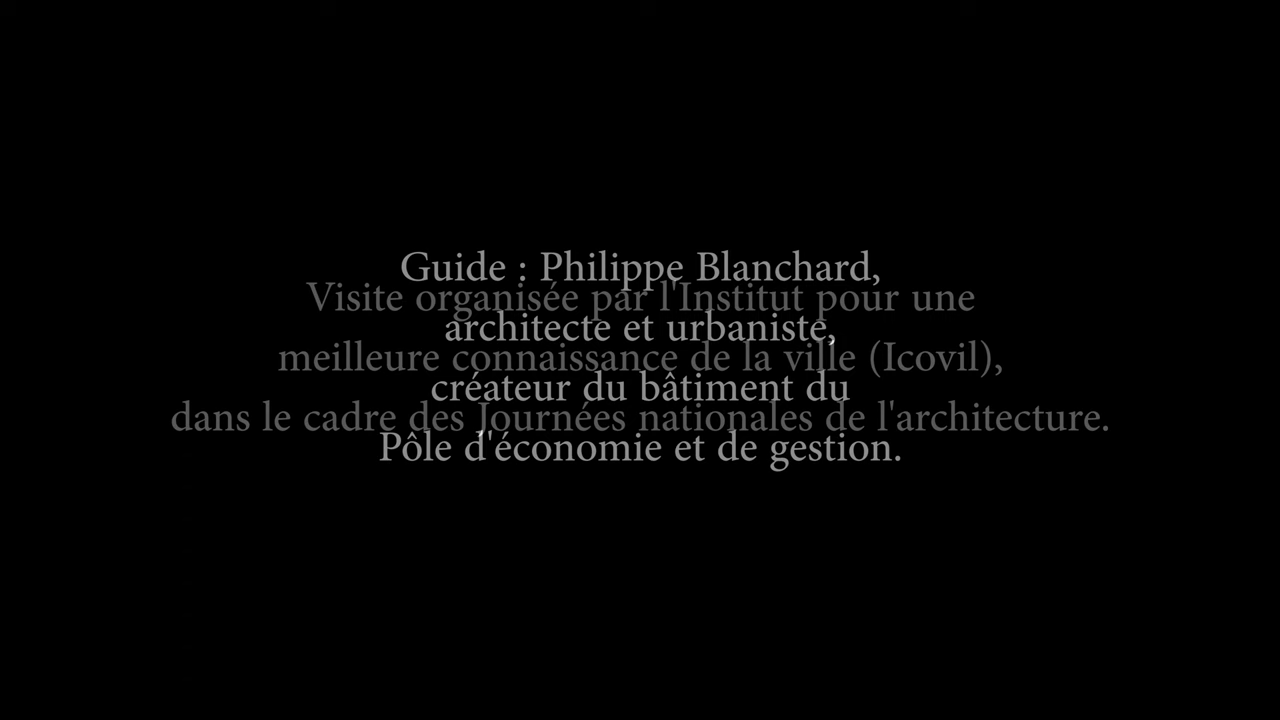 Guide : Philippe Blanchard,
architecte et urbaniste,
créateur du bâtiment du
Pôle d'économie et de gestion.
Visite organisée par l'Institut pour une
meilleure connaissance de la ville (Icovil),
dans le cadre des Journées nationales de l'architecture.